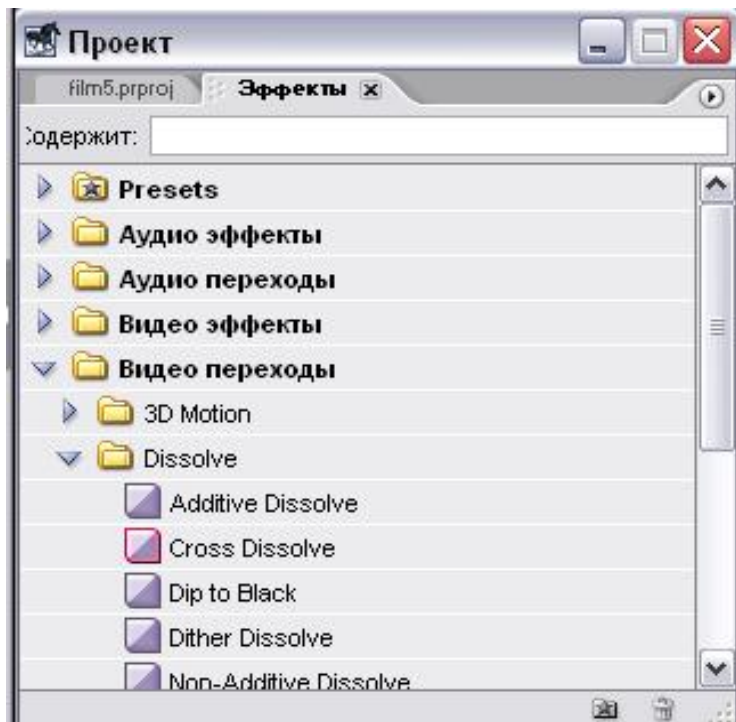 Проект
film5.prproj Эффекты
Содержит:
Presets
Аудио эффекты
Аудио переходы
Видео эффекты
Видео переходы
3D Motion
Dissolve
Additive Dissolve
Cross Dissolve
Dip to Black
Dither Dissolve
Non-Additive Dissolve